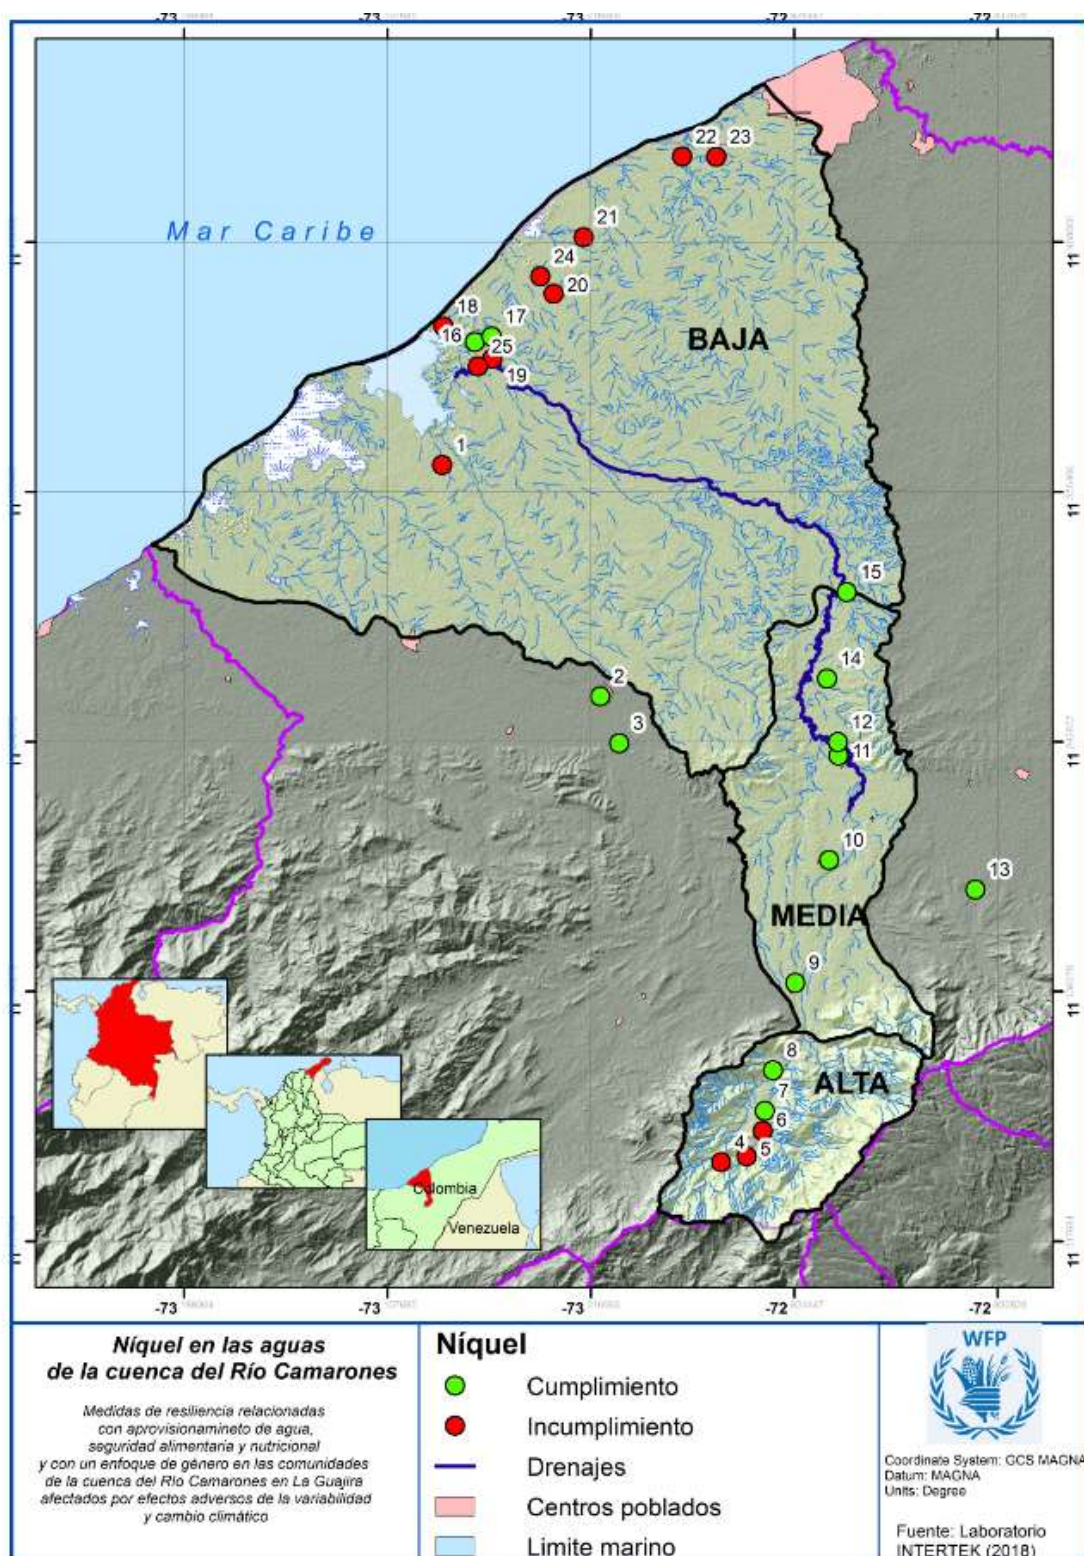 -73
-73
-73
-72
-72
22
23
Mar Caribe
21
11
24
20
18
17
16
BAJA
25
19
1
11
15
14
2
12
3
11
11
10
13
MEDIA
9
11
8
ALTA
7
6
4
5
Colombia
Venezuela
11
-73
-73
-73
-72
-72
Níquel en las aguas
de la cuenca del Río Camarones
Medidas de resiliencia relacionadas
con aprovisionamineto de agua,
seguridad alimentaria y nutricional
y con un enfoque de género en las comunidades
de la cuenca del Río Camarones en La Guajira
afectados por efectos adversos de la variabilidad
y cambio climático
Níquel
Cumplimiento
Incumplimiento
Drenajes
Centros poblados
Limite marino
WFP
Coordinate System: GCS MAGNA
Datum: MAGNA
Units: Degree
Fuente: Laboratorio
INTERTEK (2018)